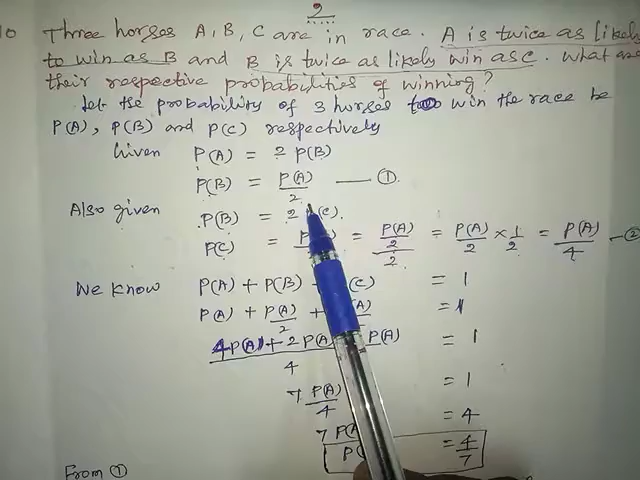 2
10 Three horses A, B, C are in race. A is twice as likely
to win as B and B is twice as likely win as C. What are
their respective probabilities of winning?
Let the probability of 3 horses to win the race be
P(A), P(B) and P(C) respectively
Given P(A) = 2 P(B)
P(B) = P(A)/2 —— ①
Also given P(B) = 2 P(C).
P(C) = = P(A)/2/2 = P(A)/2 × 1/2 = P(A)/4 — ②
We know P(A) + P(B) + P(C) = 1
P(A) + P(A)/2 + P(A) = 1
4P(A) + 2P(A) P(A) / 4 = 1
7 P(A)/4 = 1
7 P(A = 4
P( = 4/7
From ①